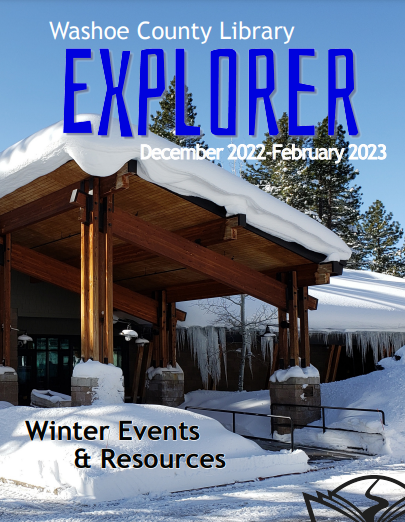 Washoe County Library
EXPLORER
December 2022-February 2023
Winter Events
& Resources